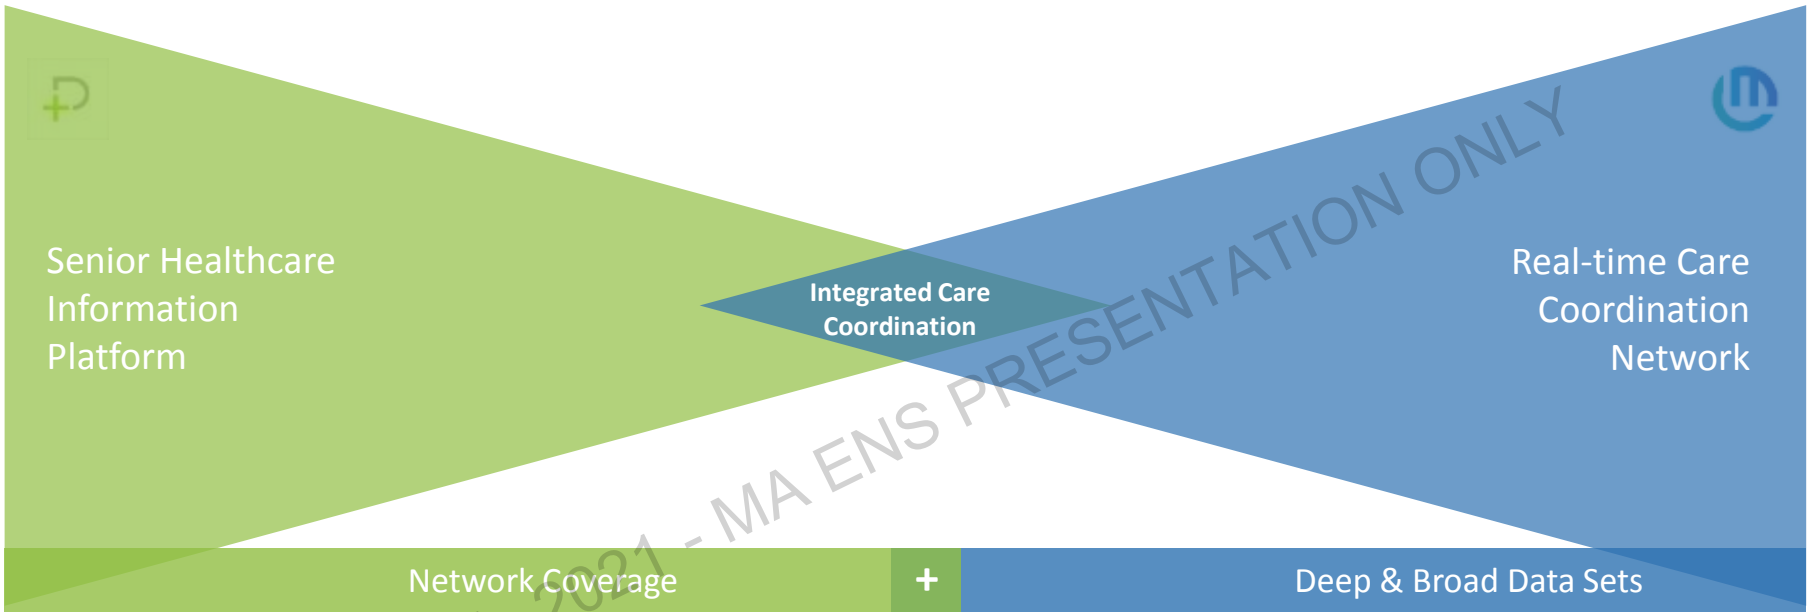 Senior Healthcare
Information
Platform
Integrated Care
Coordination
Real-time Care
Coordination
Network
Network Coverage
+
Deep & Broad Data Sets
2021 - MA ENS PRESENTATION ONLY